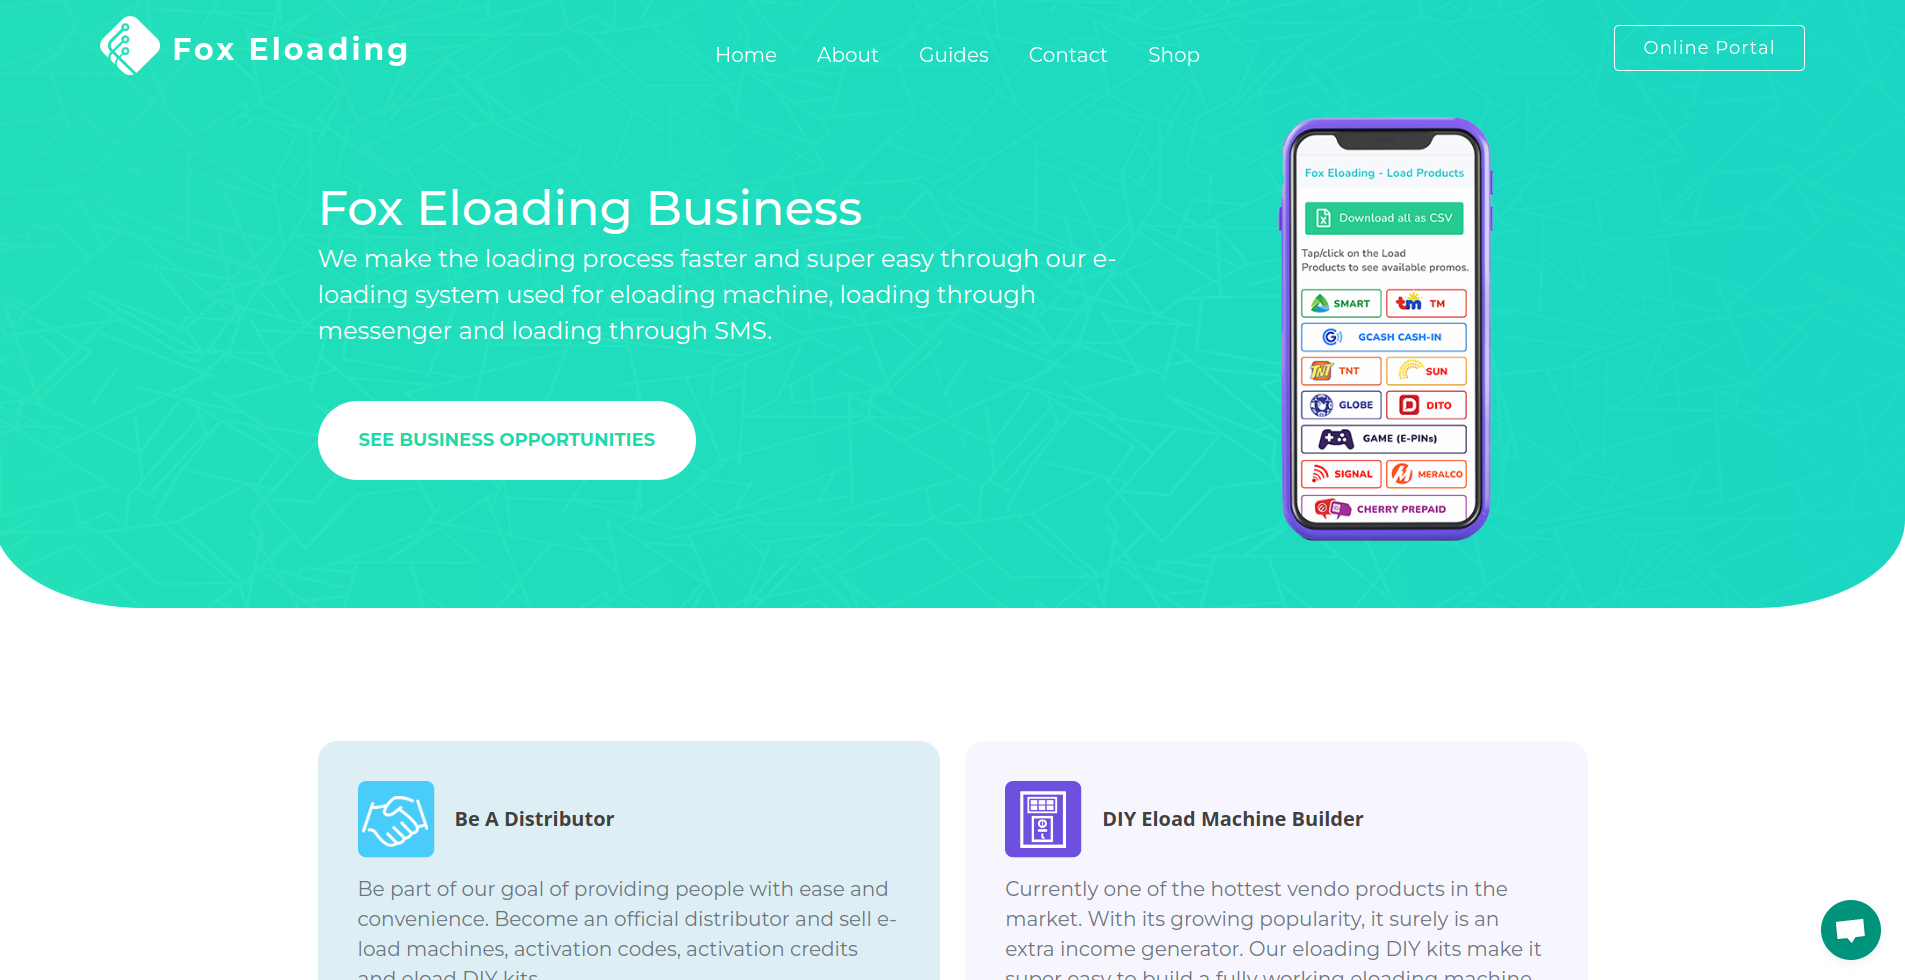 Fox Eloading
Home
About
Guides
Contact
Shop
Online Portal
Fox Eloading Business
We make the loading process faster and super easy through our e-
loading system used for eloading machine, loading through
messenger and loading through SMS.
SEE BUSINESS OPPORTUNITIES
Fox Eloading - Load Products
Download all as CSV
Tap/click on the Load
Products to see available promos.
SMART
tm TM
GCASH CASH-IN
TNT TNT
SUN
GLOBE
D DITO
GAME (E-PINs)
SIGNAL
MERALCO
CHERRY PREPAID
Be A Distributor
Be part of our goal of providing people with ease and
convenience. Become an official distributor and sell e-
load machines, activation codes, activation credits
and eload DIY kits.
DIY Eload Machine Builder
Currently one of the hottest vendo products in the
market. With its growing popularity, it surely is an
extra income generator. Our eloading DIY kits make it
super easy to build a fully working eloading machine